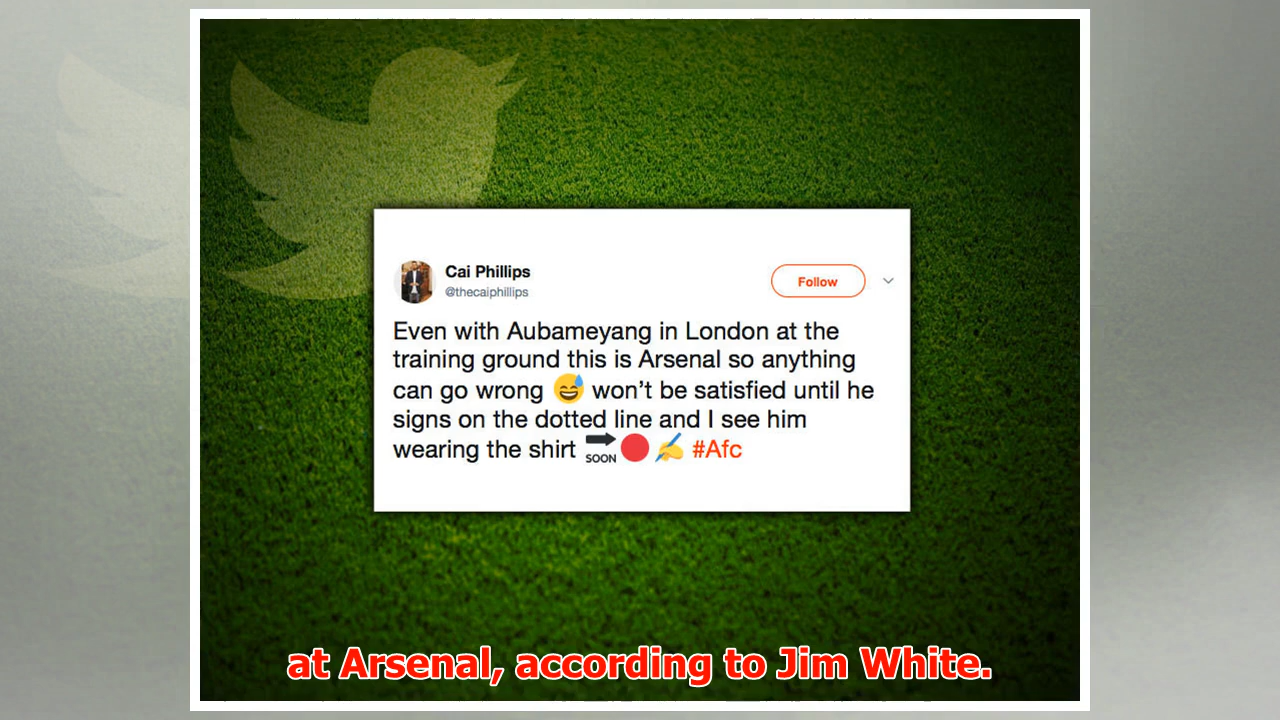 Cai Phillips
@thecaiphillips
Follow
Even with Aubameyang in London at the
training ground this is Arsenal so anything
can go wrong 😅 won’t be satisfied until he
signs on the dotted line and I see him
wearing the shirt 🔜🔴✍️ #Afc
at Arsenal, according to Jim White.